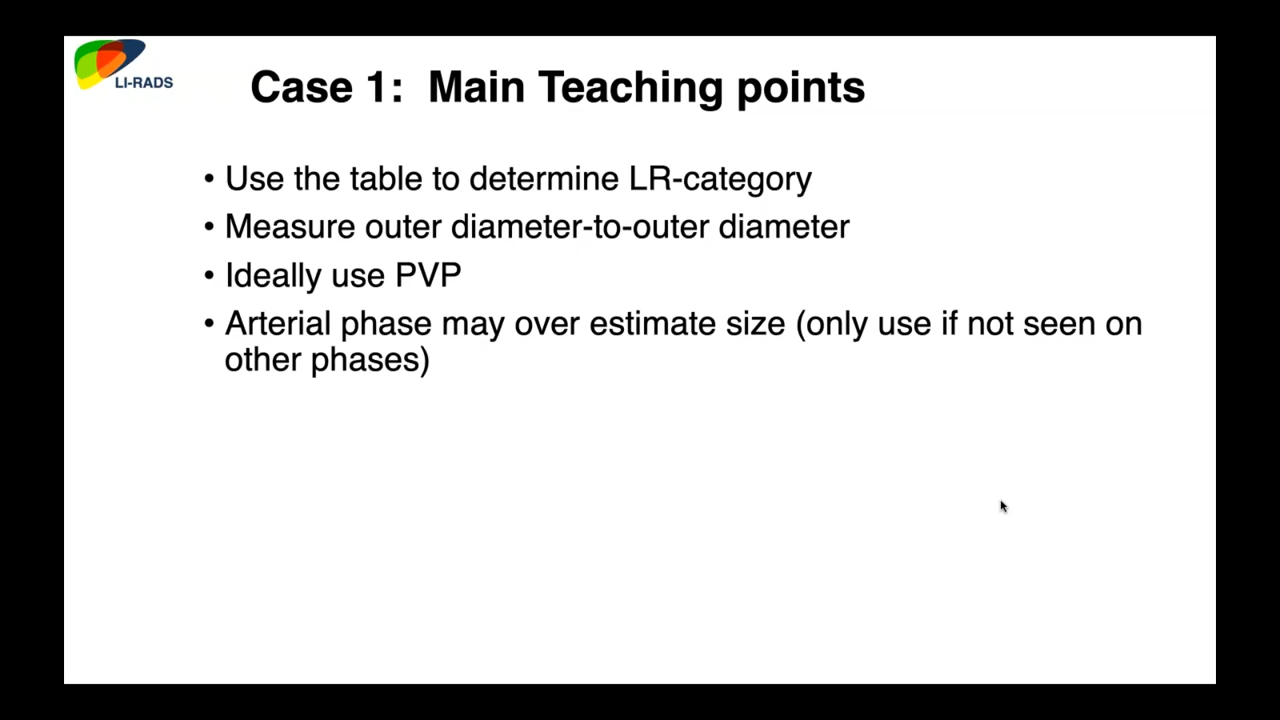 LI-RADS
Case 1: Main Teaching points
• Use the table to determine LR-category
• Measure outer diameter-to-outer diameter
• Ideally use PVP
• Arterial phase may over estimate size (only use if not seen on
other phases)